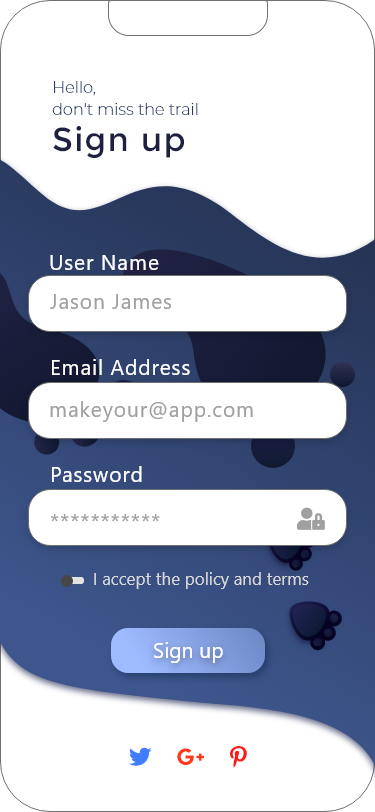 Hello,
don't miss the trail
Sign up
User Name
Jason James
Email Address
makeyour@app.com
Password
***********
I accept the policy and terms
Sign up
G+